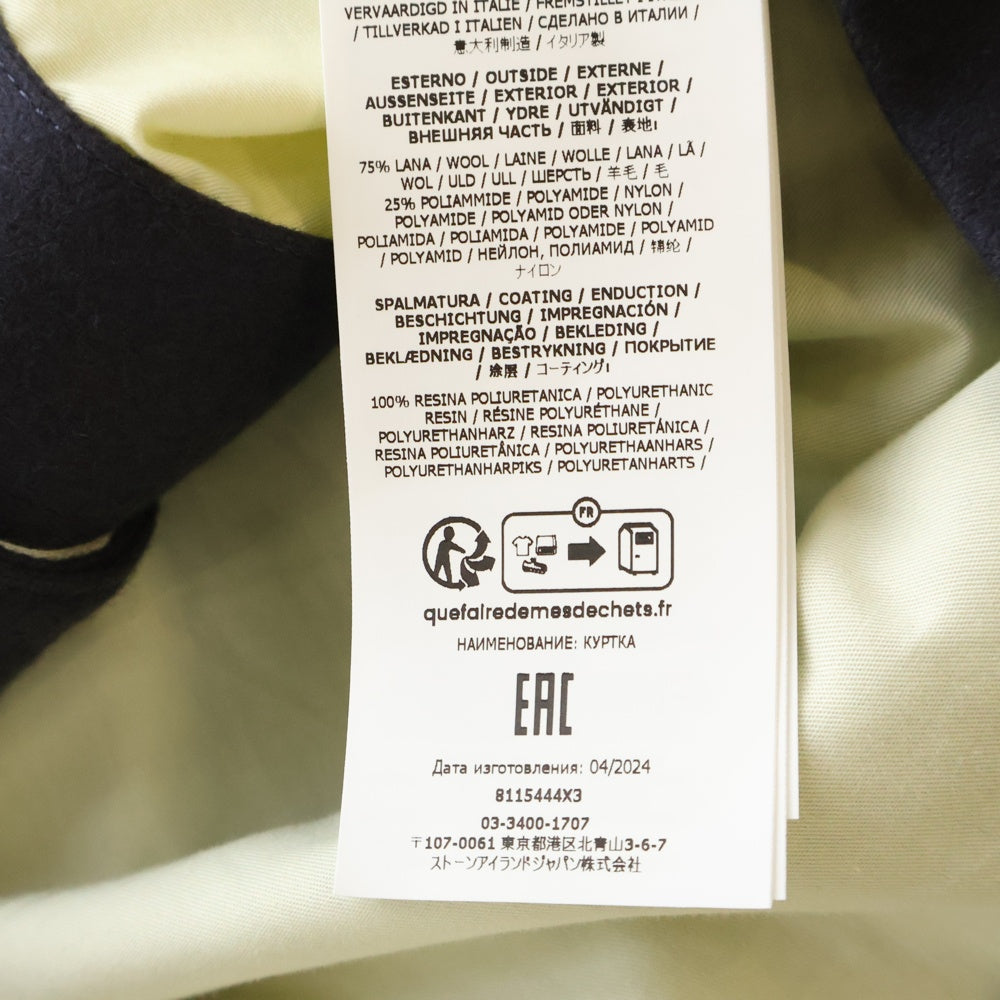 VERVAARDIGD IN ITALIË / FREMSTILLET I
/ TILLVERKAD I ITALIEN / СДЕЛАНО В ИТАЛИИ /
意大利制造 / イタリア製
ESTERNO / OUTSIDE / EXTERNE /
AUSSENSEITE / EXTERIOR / EXTERIOR /
BUITENKANT / YDRE / UTVÄNDIGT /
ВНЕШНЯЯ ЧАСТЬ / 面料 / 表地:
75% LANA / WOOL / LAINE / WOLLE / LANA / LÃ /
WOL / ULD / ULL / ШЕРСТЬ / 羊毛 / 毛
25% POLIAMMIDE / POLYAMIDE / NYLON /
POLYAMIDE / POLYAMID ODER NYLON /
POLIAMIDA / POLIAMIDA / POLYAMIDE / POLYAMID
/ POLYAMID / НЕЙЛОН, ПОЛИАМИД / 锦纶 /
ナイロン
SPALMATURA / COATING / ENDUCTION /
BESCHICHTUNG / IMPREGNACIÓN /
IMPREGNAÇÃO / BEKLEDING /
BEKLÆDNING / BESTRYKNING / ПОКРЫТИЕ
/ 涂层 / コーティング:
100% RESINA POLIURETANICA / POLYURETHANIC
RESIN / RÉSINE POLYURÉTHANE /
POLYURETHANHARZ / RESINA POLIURETÁNICA /
RESINA POLIURETÂNICA / POLYURETHAANHARS /
POLYURETHANHARPIKS / POLYURETANHARTS /
FR
quefairedemesdechets.fr
НАИМЕНОВАНИЕ: КУРТКА
EAC
Дата изготовления: 04/2024
8115444X3
03-3400-1707
〒107-0061 東京都港区北青山3-6-7
ストーンアイランドジャパン株式会社